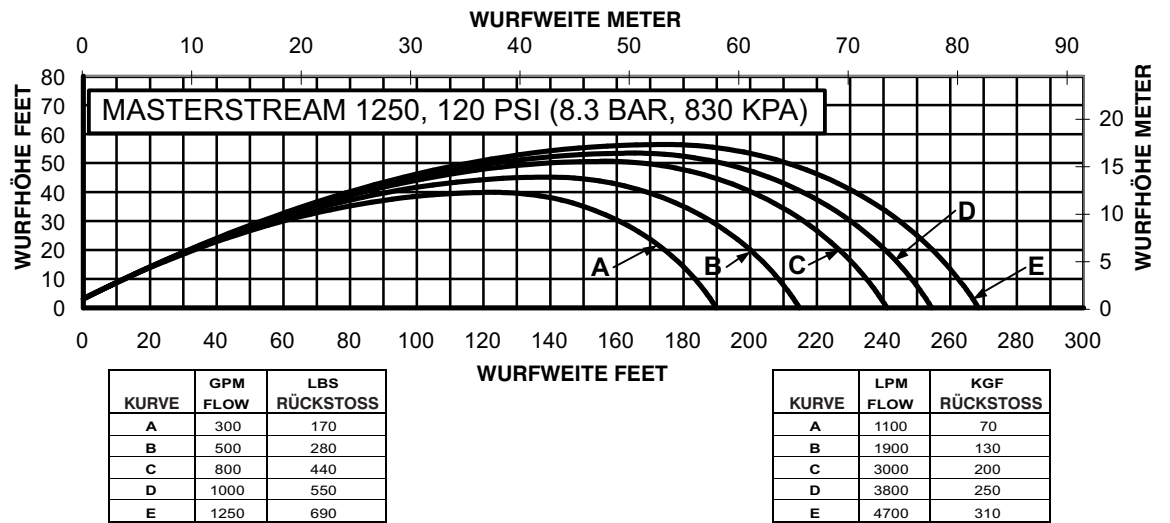 WURFWEITE METER
0 10 20 30 40 50 60 70 80 90
80
70
60
50
40
30
20
10
0
WURFHÖHE FEET
MASTERSTREAM 1250, 120 PSI (8.3 BAR, 830 KPA)
20
15
10
5
0
WURFHÖHE METER
A B C D E
0 20 40 60 80 100 120 140 160 180 200 220 240 260 280 300
WURFWEITE FEET
KURVE GPM FLOW LBS RÜCKSTOSS
A 300 170
B 500 280
C 800 440
D 1000 550
E 1250 690
KURVE LPM FLOW KGF RÜCKSTOSS
A 1100 70
B 1900 130
C 3000 200
D 3800 250
E 4700 310